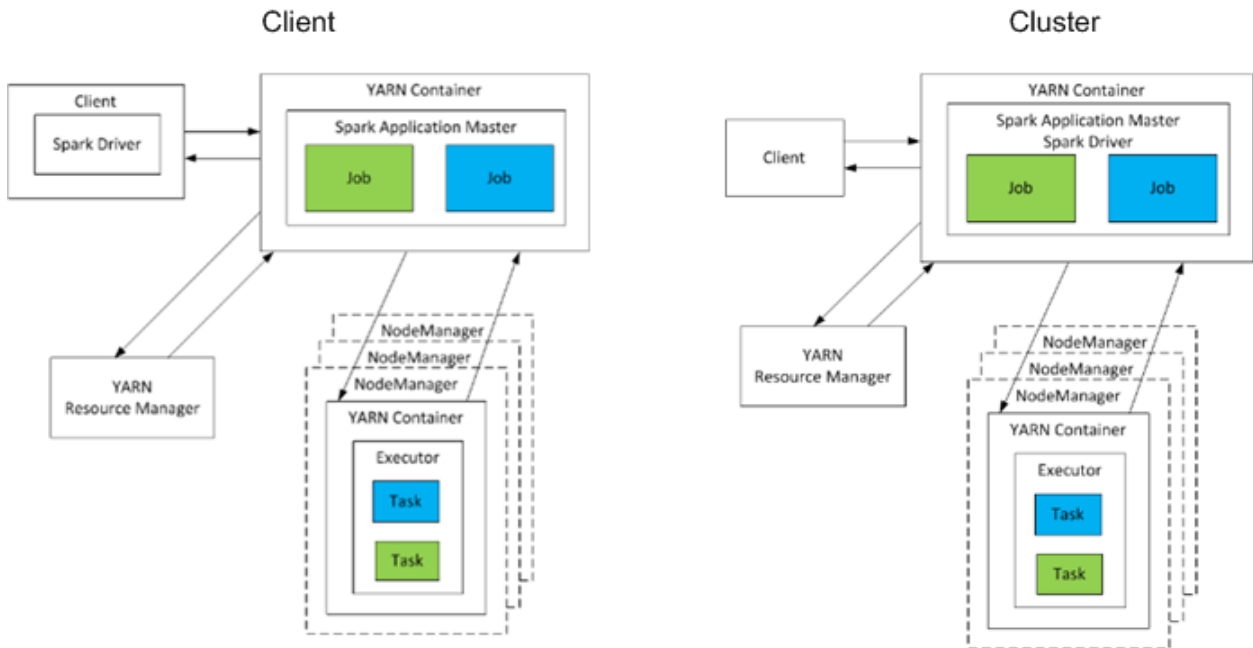 Client
Client
Spark Driver
YARN Container
Spark Application Master
Job
Job
YARN
Resource Manager
NodeManager
NodeManager
NodeManager
YARN Container
Executor
Task
Task
Cluster
Client
YARN Container
Spark Application Master
Spark Driver
Job
Job
YARN
Resource Manager
NodeManager
NodeManager
NodeManager
YARN Container
Executor
Task
Task